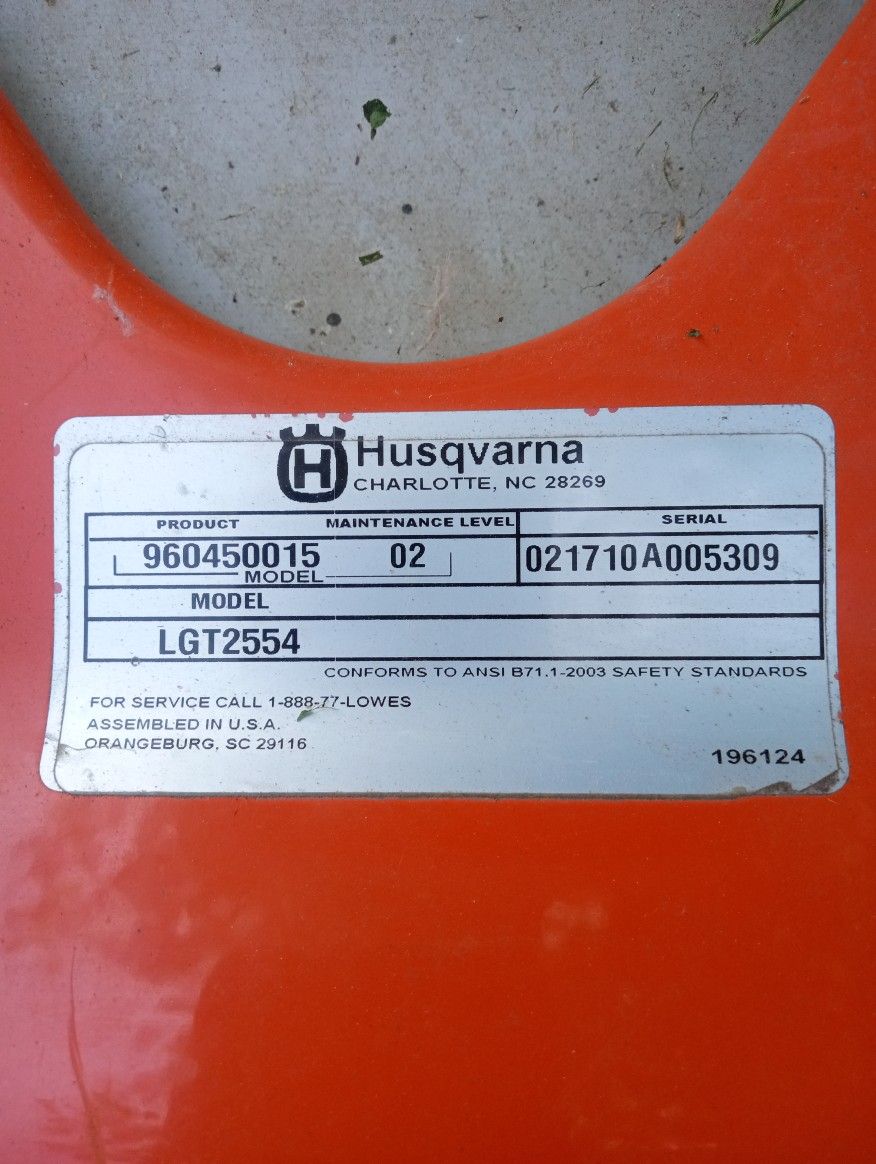 Husqvarna
CHARLOTTE, NC 28269
PRODUCT MAINTENANCE LEVEL SERIAL
960450015 02 021710A005309
MODEL
MODEL
LGT2554
CONFORMS TO ANSI B71.1-2003 SAFETY STANDARDS
FOR SERVICE CALL 1-888-77-LOWES
ASSEMBLED IN U.S.A.
ORANGEBURG, SC 29116
196124